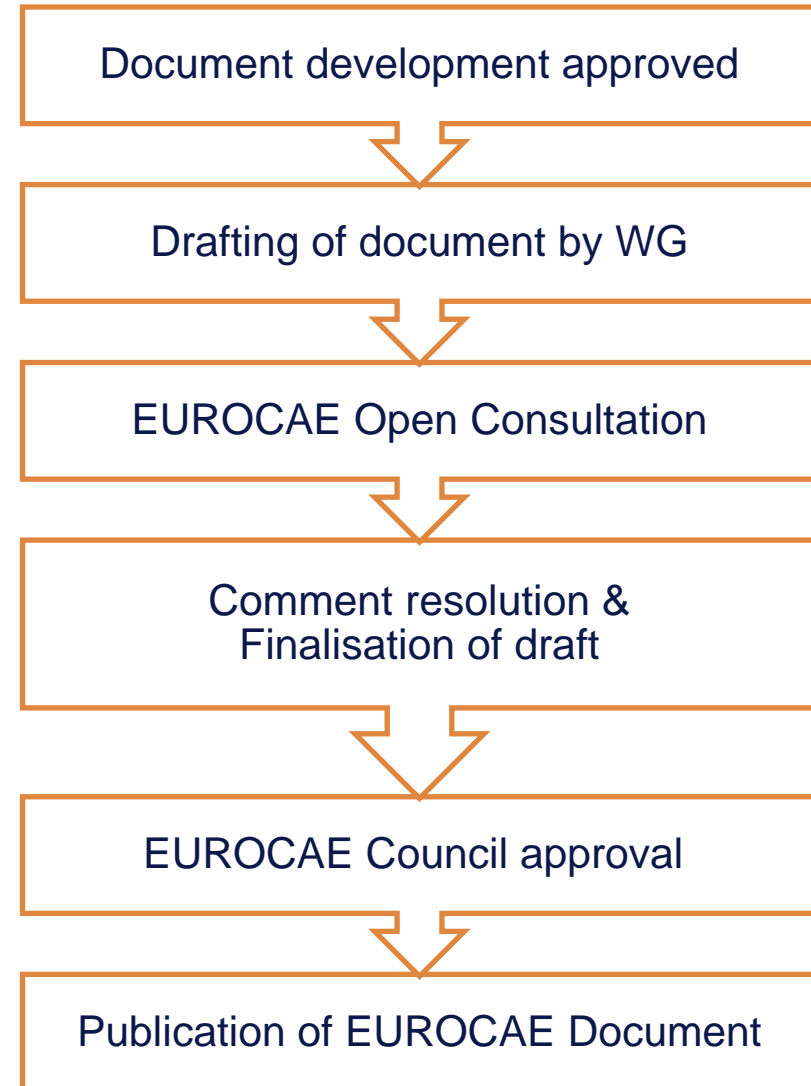 Document development approved
Drafting of document by WG
EUROCAE Open Consultation
Comment resolution &
Finalisation of draft
EUROCAE Council approval
Publication of EUROCAE Document